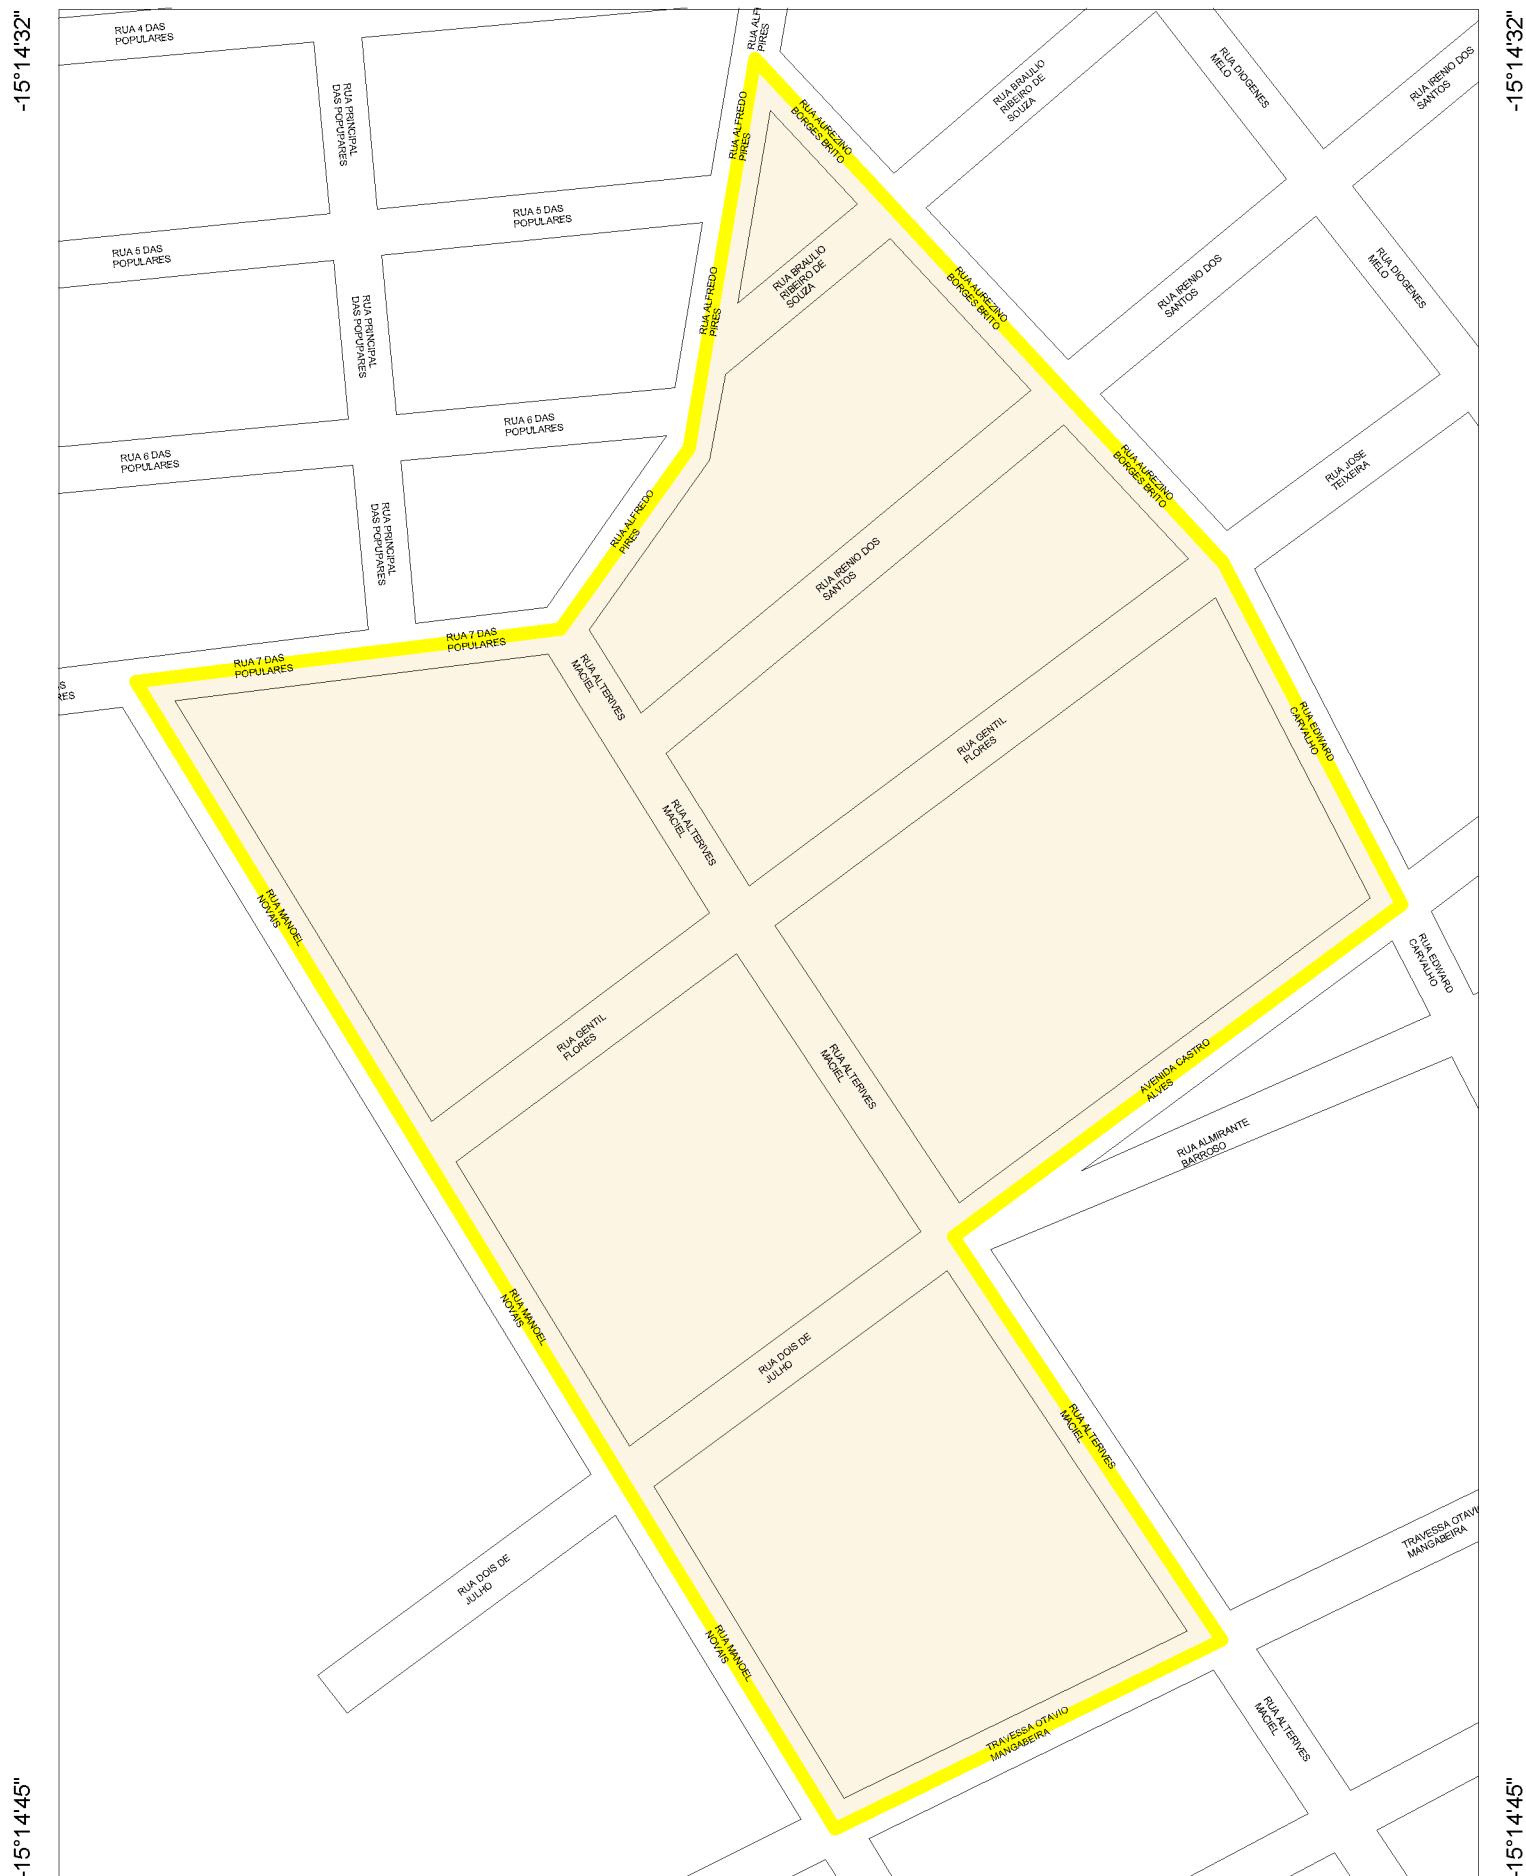 -15°14'32"
-15°14'32"
RUA 4 DAS
POPULARES
RUA ALF
PIRES
RUA BRAULIO
RIBEIRO DE
SOUZA
RUA DIOGENES
MELO
RUA IRENIO DOS
SANTOS
RUA PRINCIPAL
DAS POPUPARES
RUA ALFREDO
PIRES
RUA AUREZINO
BORGES BRITO
RUA 5 DAS
POPULARES
RUA 5 DAS
POPULARES
RUA BRAULIO
RIBEIRO DE
SOUZA
RUA ALFREDO
PIRES
RUA AUREZINO
BORGES BRITO
RUA IRENIO DOS
SANTOS
RUA DIOGENES
MELO
RUA PRINCIPAL
DAS POPUPARES
RUA 6 DAS
POPULARES
RUA 6 DAS
POPULARES
RUA AUREZINO
BORGES BRITO
RUA JOSE
TEIXEIRA
RUA PRINCIPAL
DAS POPUPARES
RUA ALFREDO
PIRES
RUA IRENIO DOS
SANTOS
RUA 7 DAS
POPULARES
RUA 7 DAS
POPULARES
S
RES
RUA ALTERIVES
MACIEL
RUA GENTIL
FLORES
RUA EDWARD
CARVALHO
RUA ALTERIVES
MACIEL
RUA MANOEL
NOVAIS
RUA EDWARD
CARVALHO
RUA GENTIL
FLORES
RUA ALTERIVES
MACIEL
AVENIDA CASTRO
ALVES
RUA ALMIRANTE
BARROSO
RUA MANOEL
NOVAIS
RUA DOIS DE
JULHO
RUA ALTERIVES
MACIEL
TRAVESSA OTAVI
MANGABEIRA
RUA DOIS DE
JULHO
RUA MANOEL
NOVAIS
TRAVESSA OTAVIO
MANGABEIRA
RUA ALTERIVES
MACIEL
-15°14'45"
-15°14'45"